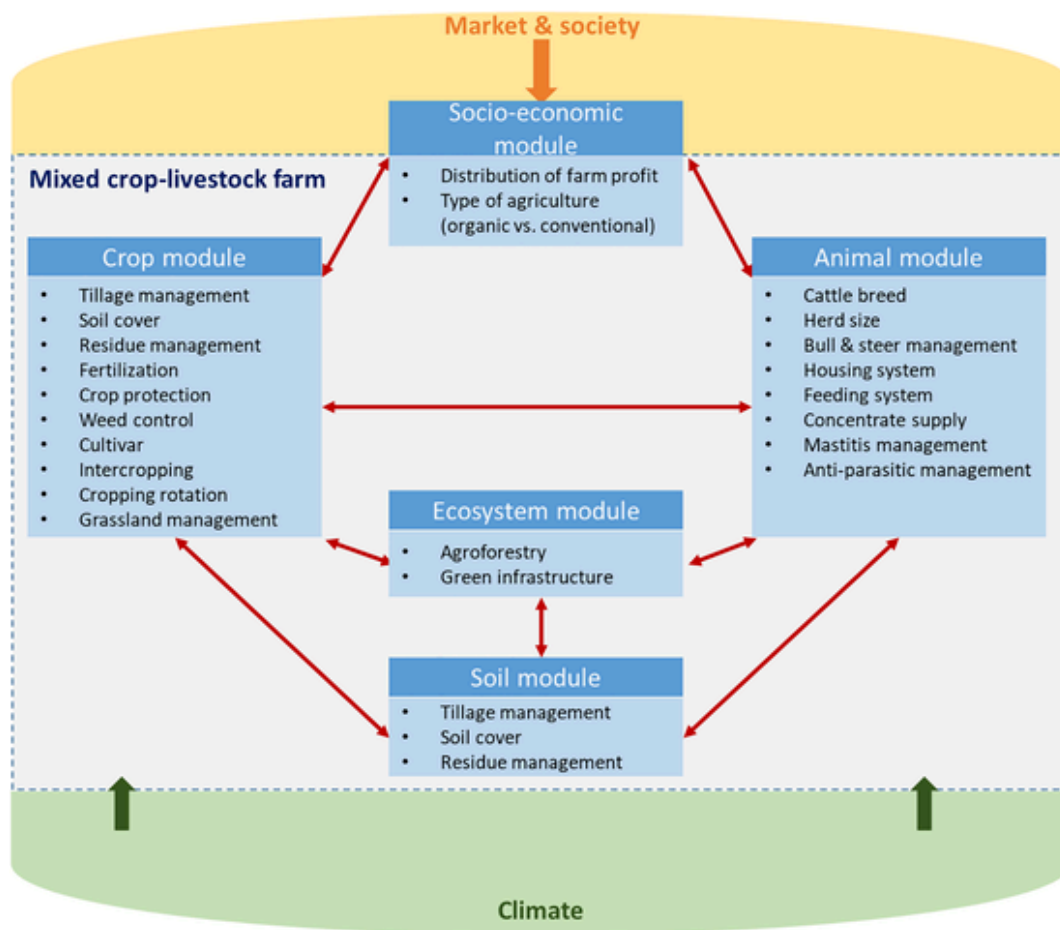 Market & society
Socio-economic
module
• Distribution of farm profit
• Type of agriculture
(organic vs. conventional)
Mixed crop-livestock farm
Crop module
• Tillage management
• Soil cover
• Residue management
• Fertilization
• Crop protection
• Weed control
• Cultivar
• Intercropping
• Cropping rotation
• Grassland management
Animal module
• Cattle breed
• Herd size
• Bull & steer management
• Housing system
• Feeding system
• Concentrate supply
• Mastitis management
• Anti-parasitic management
Ecosystem module
• Agroforestry
• Green infrastructure
Soil module
• Tillage management
• Soil cover
• Residue management
Climate